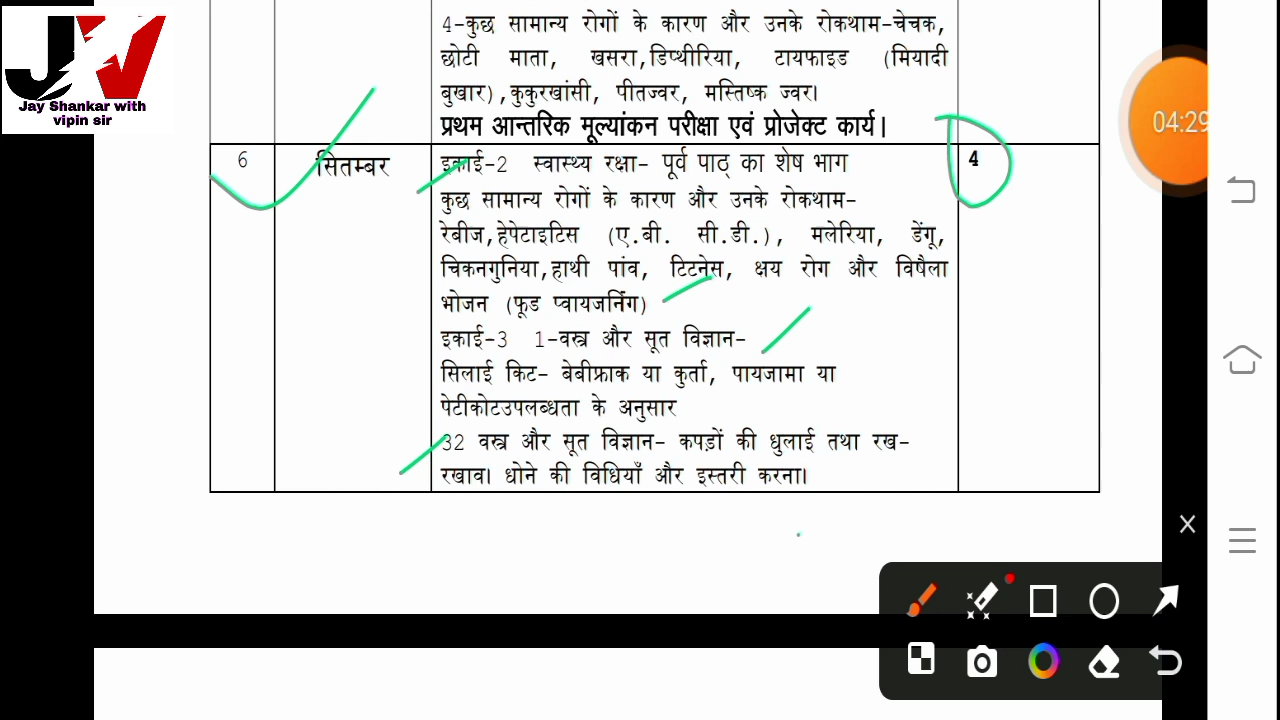 Jay Shankar with
vipin sir
4-कुछ सामान्य रोगों के कारण और उनके रोकथाम-चेचक,
छोटी माता, खसरा,डिप्थीरिया, टायफाइड (मियादी
बुखार),कुकुरखांसी, पीतज्वर, मस्तिष्क ज्वर।
प्रथम आन्तरिक मूल्यांकन परीक्षा एवं प्रोजेक्ट कार्य।
04:29
6 सितम्बर इकाई-2 स्वास्थ्य रक्षा- पूर्व पाठ् का शेष भाग 4
कुछ सामान्य रोगों के कारण और उनके रोकथाम-
रेबीज,हेपेटाइटिस (ए.बी. सी.डी.), मलेरिया, डेंगू,
चिकनगुनिया,हाथी पांव, टिटनेस, क्षय रोग और विषैला
भोजन (फूड प्वायजनिंग)
इकाई-3 1-वस्त्र और सूत विज्ञान-
सिलाई किट- बेबीफ्राक या कुर्ता, पायजामा या
पेटीकोटउपलब्धता के अनुसार
32 वस्त्र और सूत विज्ञान- कपड़ों की धुलाई तथा रख-
रखाव। धोने की विधियाँ और इस्तरी करना।